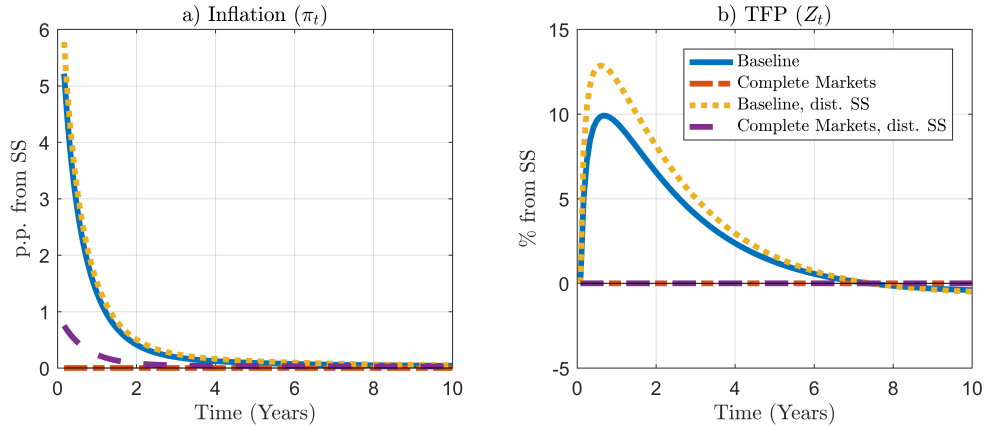 a) Inflation (πt)
6
5
4
3
2
1
0
p.p. from SS
0 2 4 6 8 10
Time (Years)
b) TFP (Zt)
15
10
5
0
-5
% from SS
Baseline
Complete Markets
Baseline, dist. SS
Complete Markets, dist. SS
0 2 4 6 8 10
Time (Years)